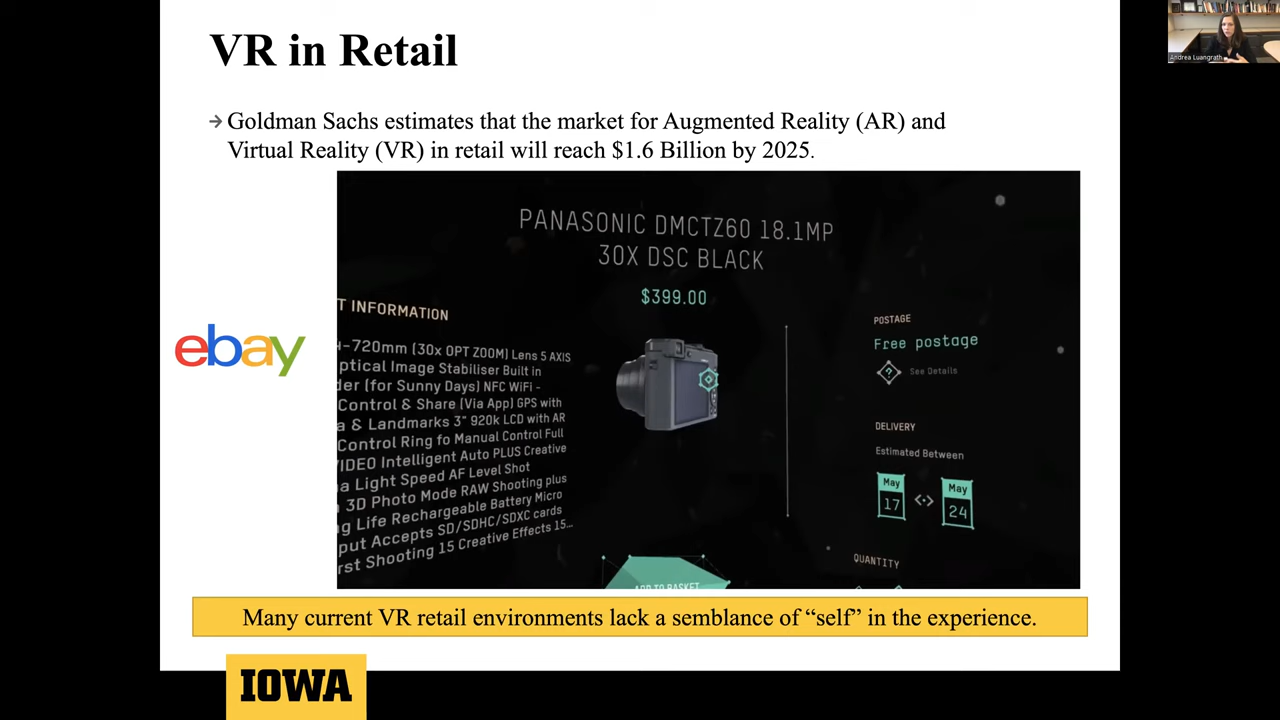 VR in Retail
Andrea Luangrath
Goldman Sachs estimates that the market for Augmented Reality (AR) and
Virtual Reality (VR) in retail will reach $1.6 Billion by 2025.
PANASONIC DMCTZ60 18.1MP
30X DSC BLACK
$399.00
T INFORMATION
-720mm (30x OPT ZOOM) Lens 5 AXIS
ptical Image Stabiliser Built in
der (for Sunny Days) NFC WiFi -
Control & Share (Via App) GPS with
a & Landmarks 3" 920k LCD with AR
Control Ring fo Manual Control Full
VIDEO Intelligent Auto PLUS Creative
a Light Speed AF Level Shot
3D Photo Mode RAW Shooting plus
g Life Rechargeable Battery Micro
put Accepts SD/SDHC/SDXC cards
rst Shooting 15 Creative Effects 15...
POSTAGE
Free postage
? See Details
DELIVERY
Estimated Between
May May
17 <·> 24
QUANTITY
ADD TO BASKET
ebay
Many current VR retail environments lack a semblance of “self” in the experience.
IOWA